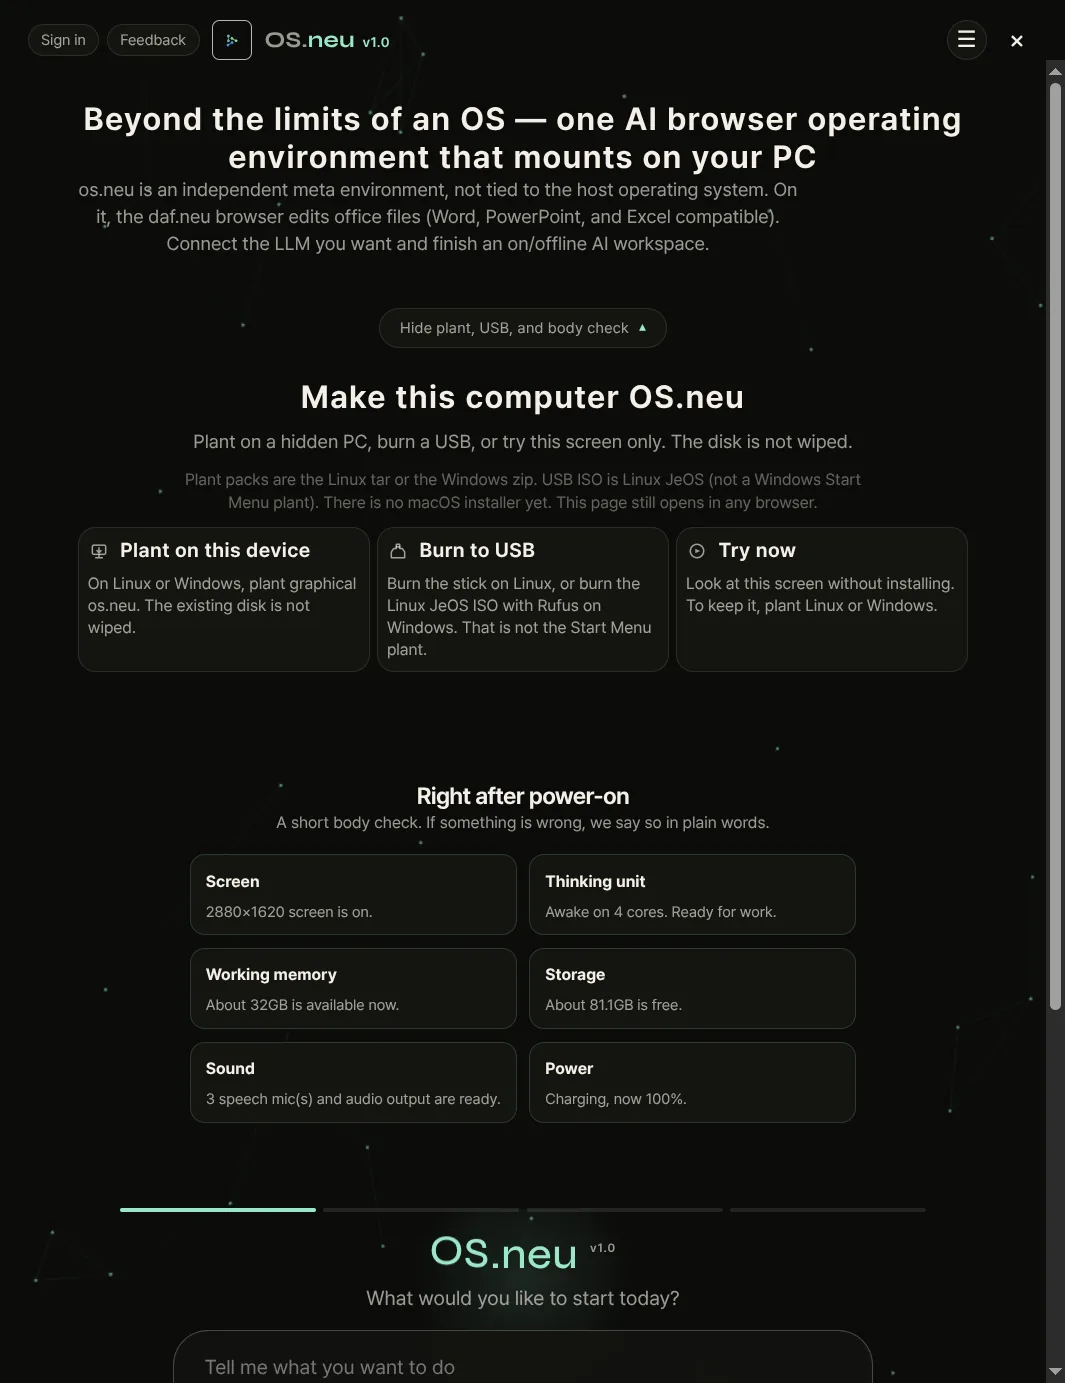 Sign in
Feedback
OS.neu v1.0
☰
×
Beyond the limits of an OS — one AI browser operating
environment that mounts on your PC
os.neu is an independent meta environment, not tied to the host operating system. On
it, the daf.neu browser edits office files (Word, PowerPoint, and Excel compatible).
Connect the LLM you want and finish an on/offline AI workspace.
Hide plant, USB, and body check ▲
Make this computer OS.neu
Plant on a hidden PC, burn a USB, or try this screen only. The disk is not wiped.
Plant packs are the Linux tar or the Windows zip. USB ISO is Linux JeOS (not a Windows Start
Menu plant). There is no macOS installer yet. This page still opens in any browser.
Plant on this device
On Linux or Windows, plant graphical
os.neu. The existing disk is not
wiped.
Burn to USB
Burn the stick on Linux, or burn the
Linux JeOS ISO with Rufus on
Windows. That is not the Start Menu
plant.
Try now
Look at this screen without installing.
To keep it, plant Linux or Windows.
Right after power-on
A short body check. If something is wrong, we say so in plain words.
Screen
2880×1620 screen is on.
Thinking unit
Awake on 4 cores. Ready for work.
Working memory
About 32GB is available now.
Storage
About 81.1GB is free.
Sound
3 speech mic(s) and audio output are ready.
Power
Charging, now 100%.
OS.neu v1.0
What would you like to start today?
Tell me what you want to do